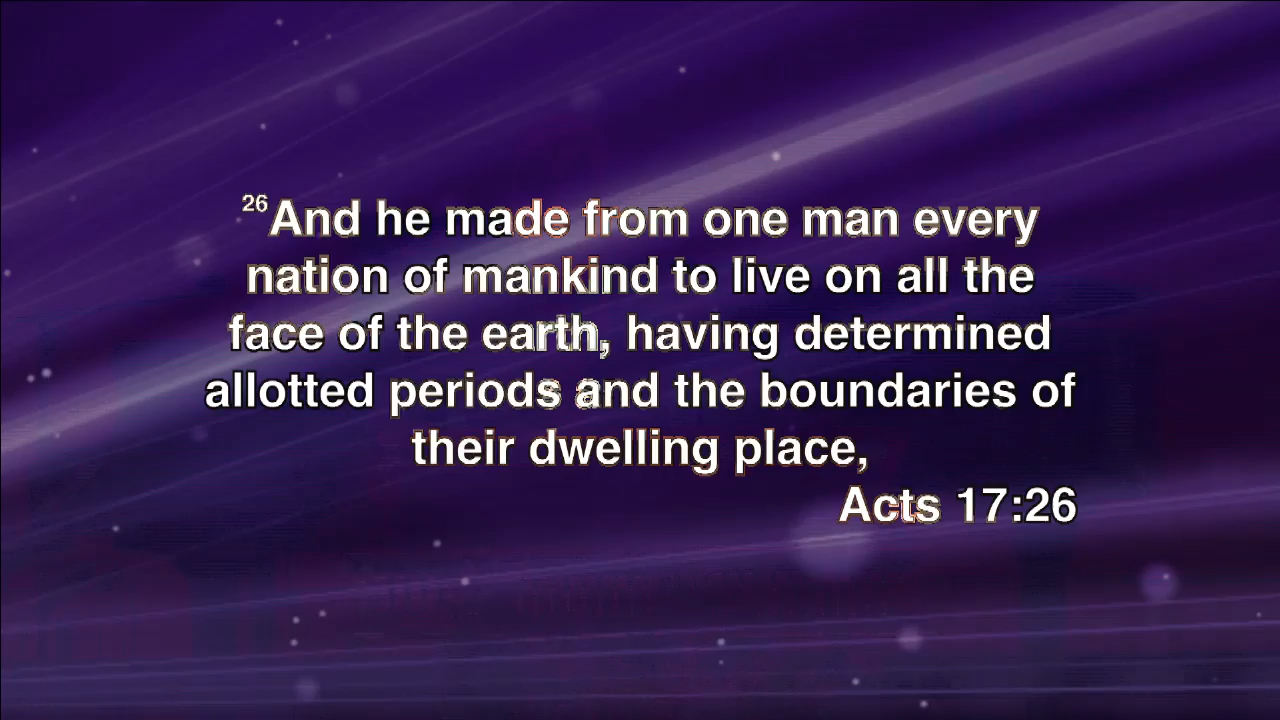 26And he made from one man every
nation of mankind to live on all the
face of the earth, having determined
allotted periods and the boundaries of
their dwelling place,
Acts 17:26